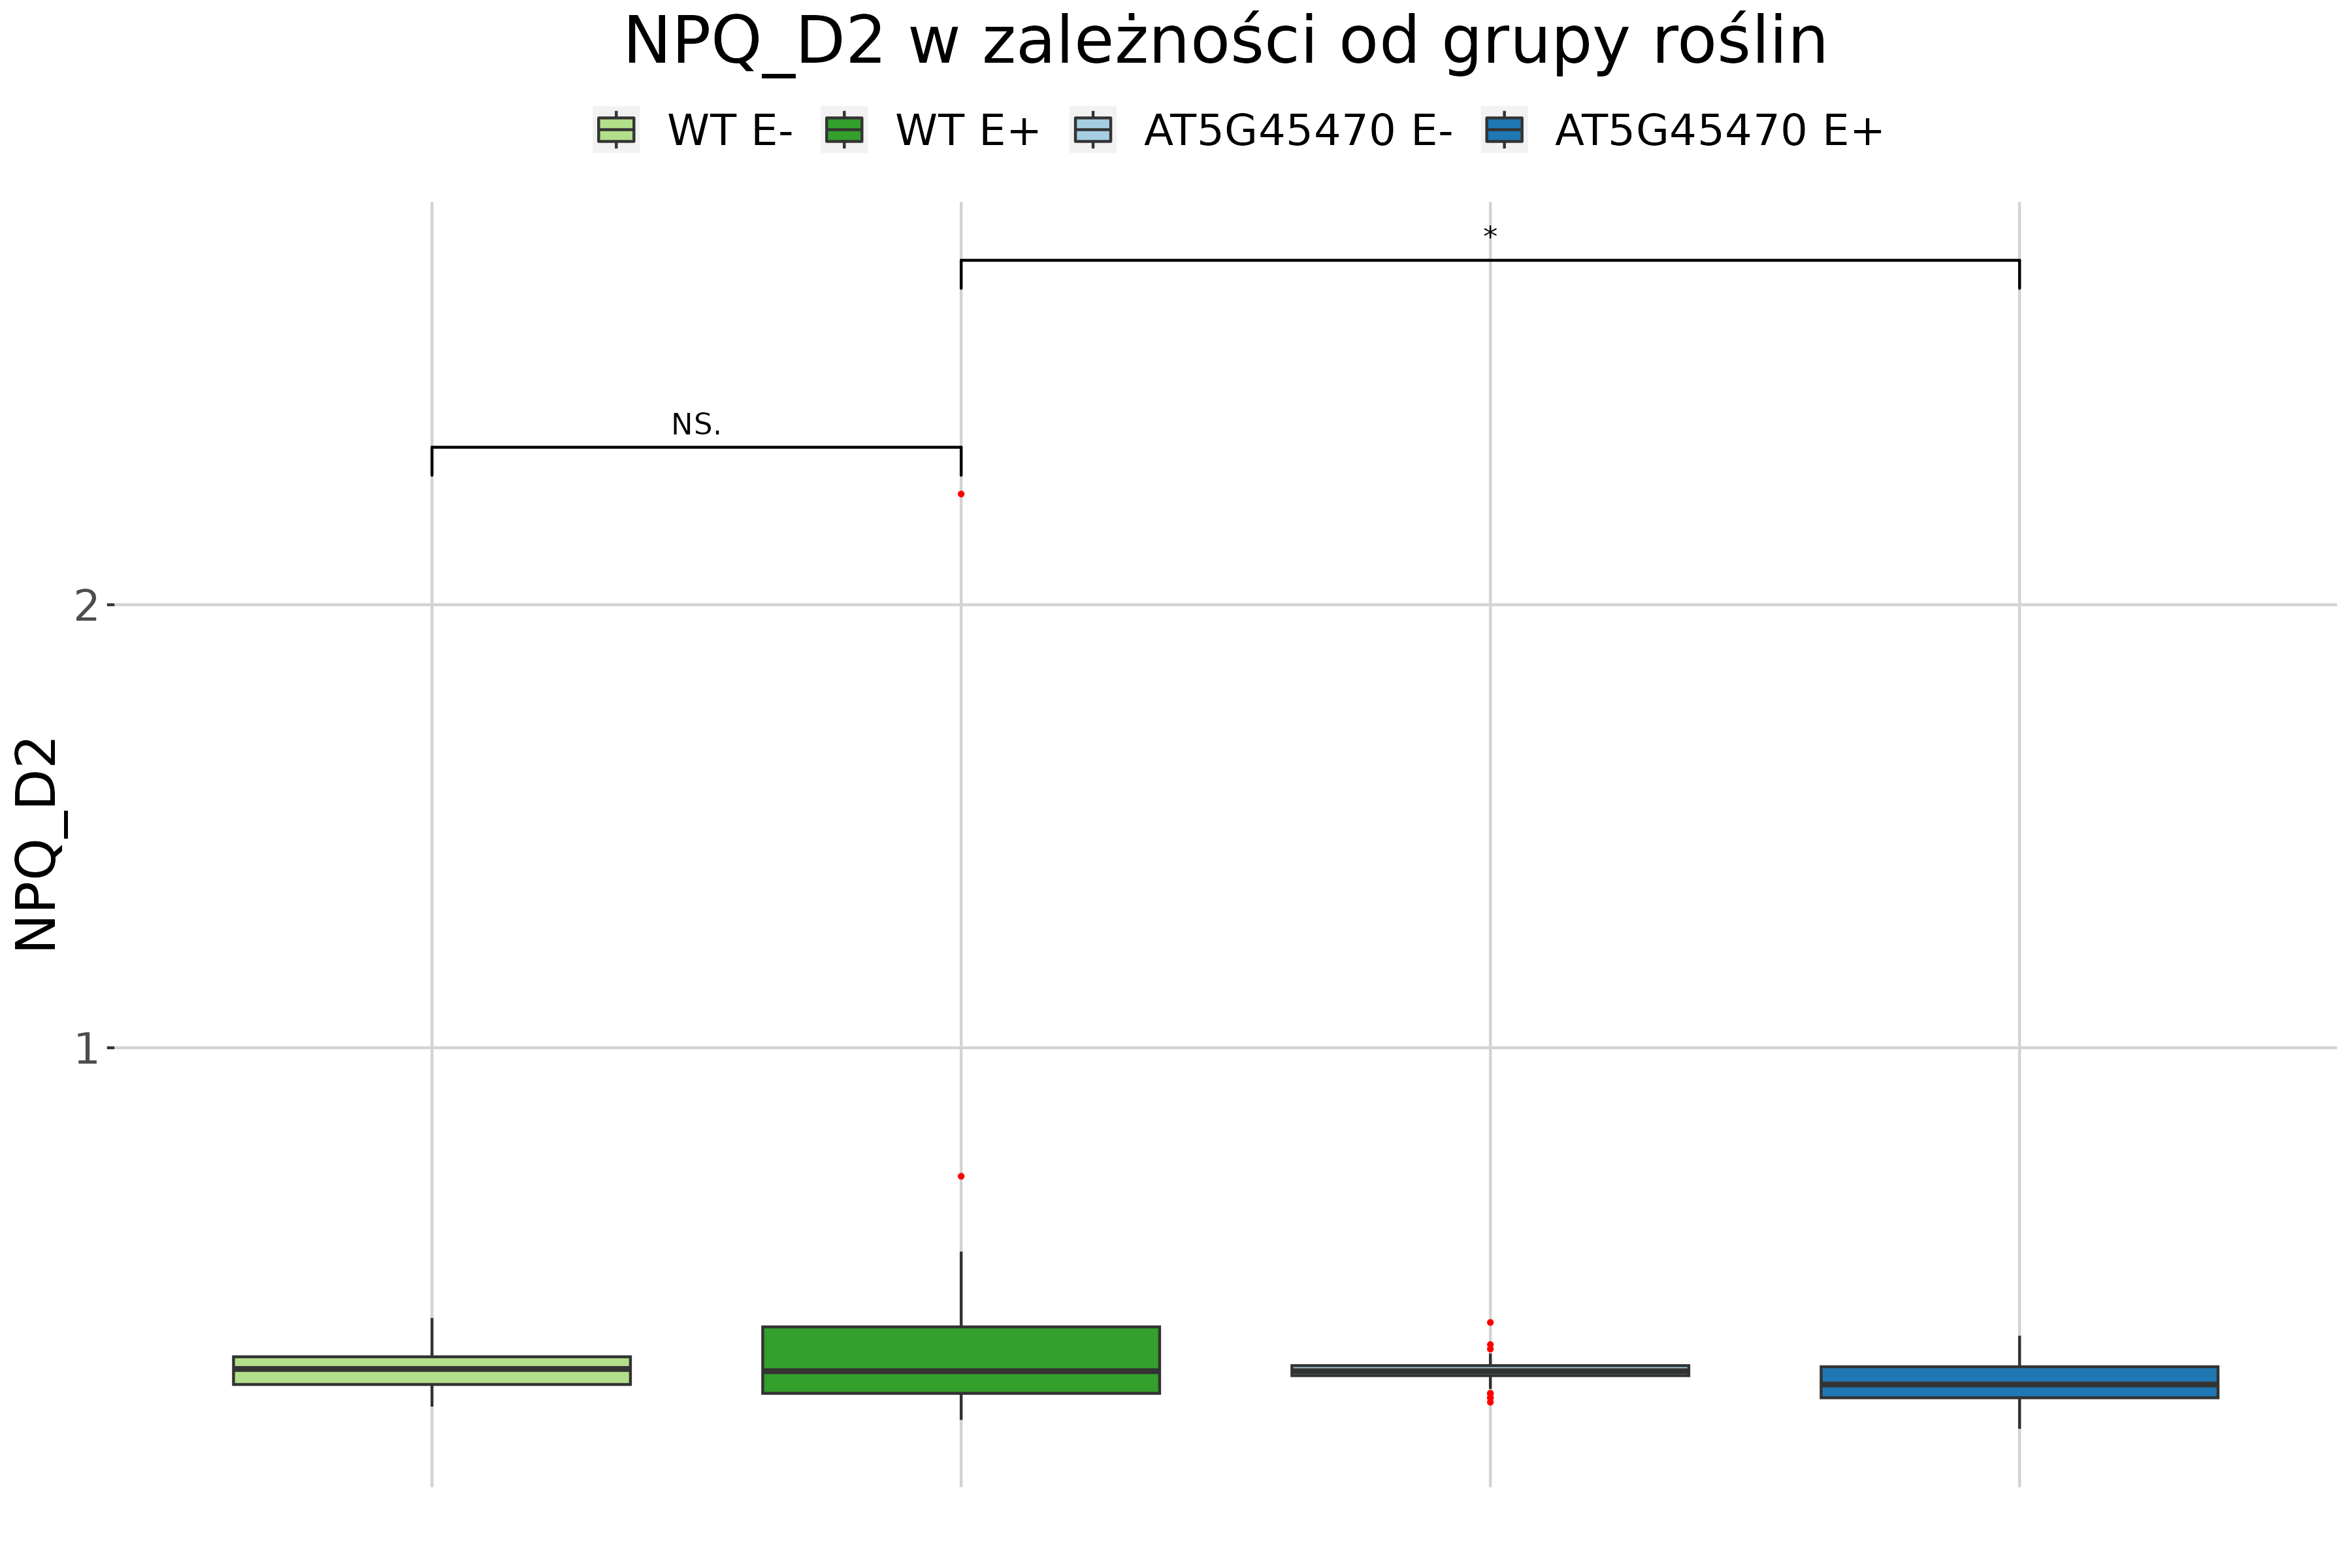 NPQ_D2 w zależności od grupy roślin
WT E- WT E+ AT5G45470 E- AT5G45470 E+
*
NS.
2
NPQ_D2
1